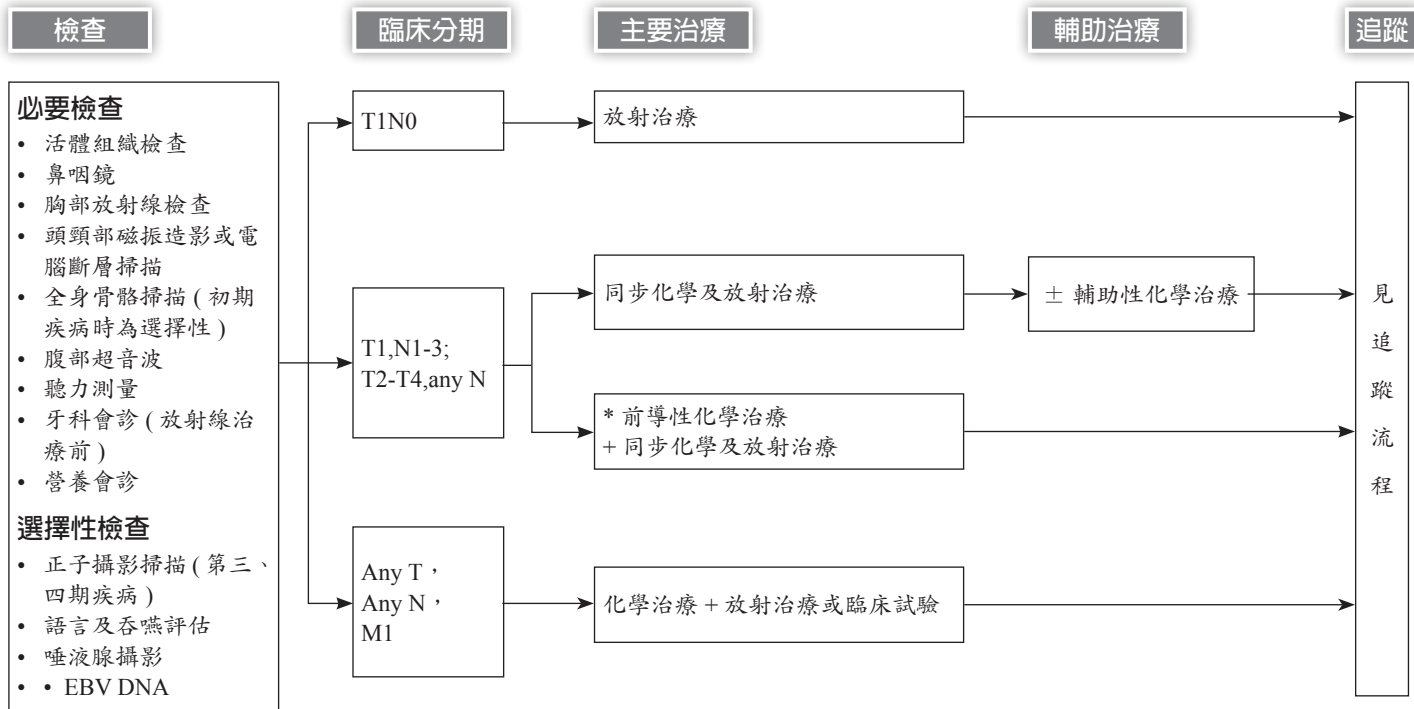 檢查
臨床分期
主要治療
輔助治療
追蹤
必要檢查
• 活體組織檢查
• 鼻咽鏡
• 胸部放射線檢查
• 頭頸部磁振造影或電
腦斷層掃描
• 全身骨骼掃描 ( 初期
疾病時為選擇性 )
• 腹部超音波
• 聽力測量
• 牙科會診 ( 放射線治
療前 )
• 營養會診
選擇性檢查
• 正子攝影掃描 ( 第三、
四期疾病 )
• 語言及吞嚥評估
• 唾液腺攝影
• • EBV DNA
T1N0
放射治療
T1,N1-3;
T2-T4,any N
同步化學及放射治療
± 輔助性化學治療
* 前導性化學治療
+ 同步化學及放射治療
Any T，
Any N，
M1
化學治療 + 放射治療或臨床試驗
見
追
蹤
流
程